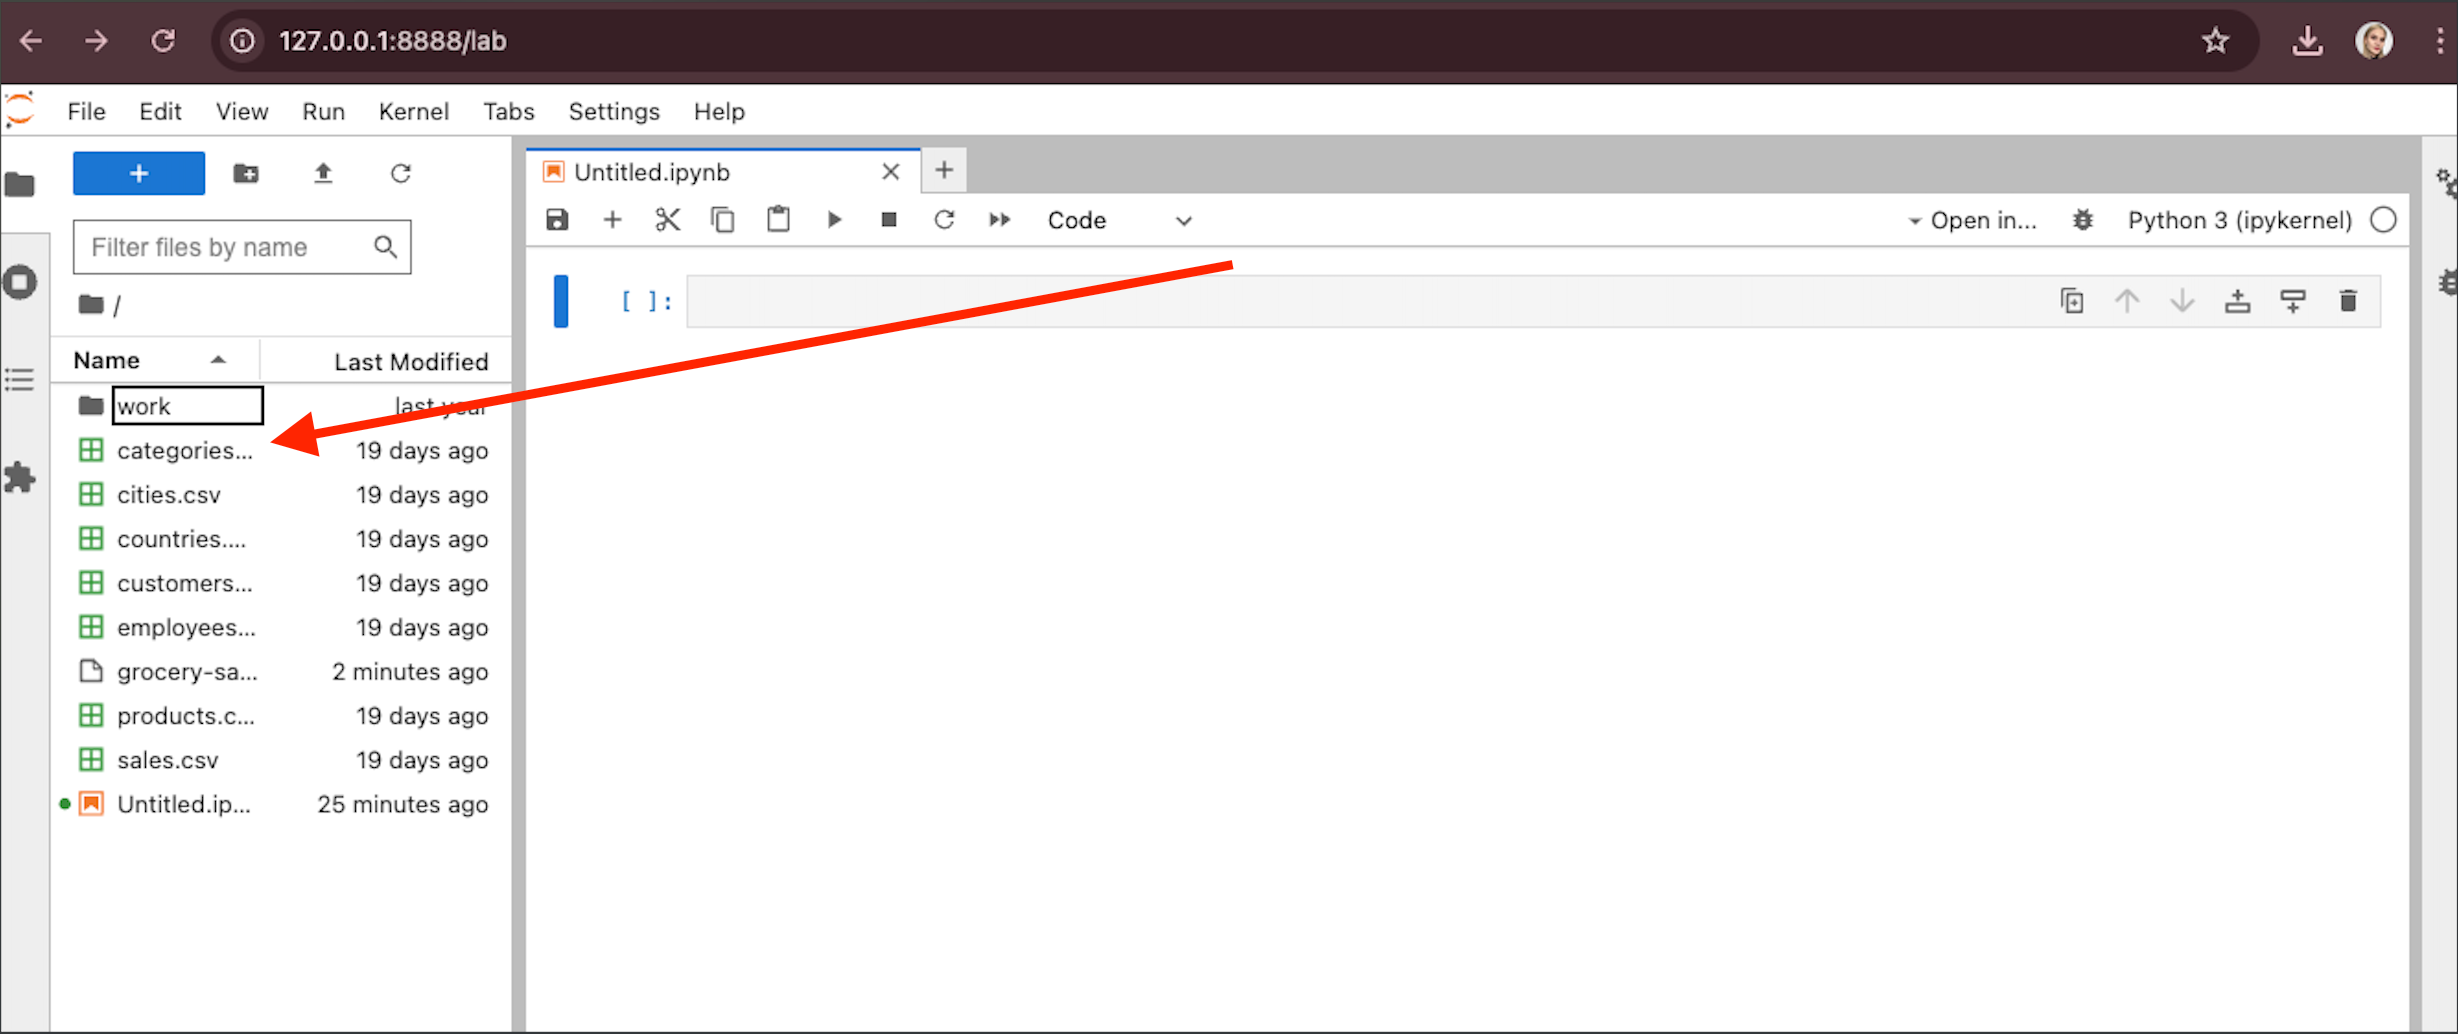 127.0.0.1:8888/lab
File Edit View Run Kernel Tabs Settings Help
+
Filter files by name
/
Name Last Modified
work last year
categories... 19 days ago
cities.csv 19 days ago
countries.... 19 days ago
customers... 19 days ago
employees... 19 days ago
grocery-sa... 2 minutes ago
products.c... 19 days ago
sales.csv 19 days ago
Untitled.ip... 25 minutes ago
Untitled.ipynb
Code Open in... Python 3 (ipykernel)
[ ]: